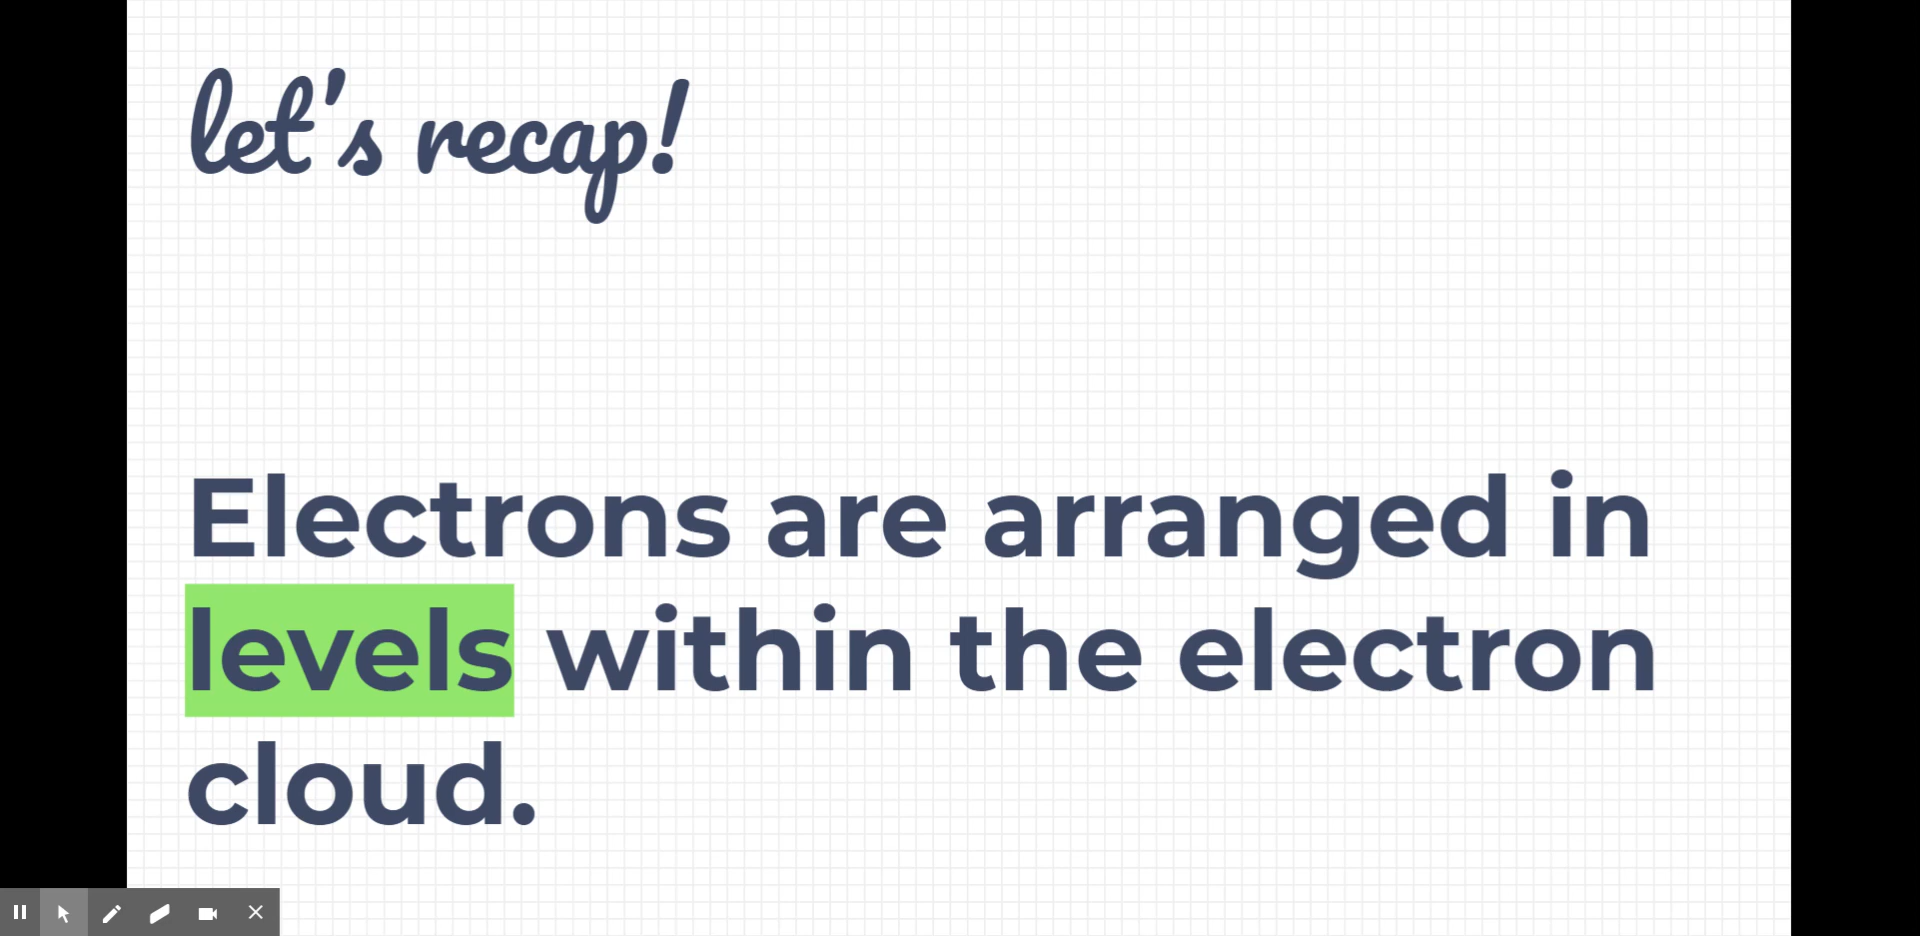 let's recap!
Electrons are arranged in
levels within the electron
cloud.